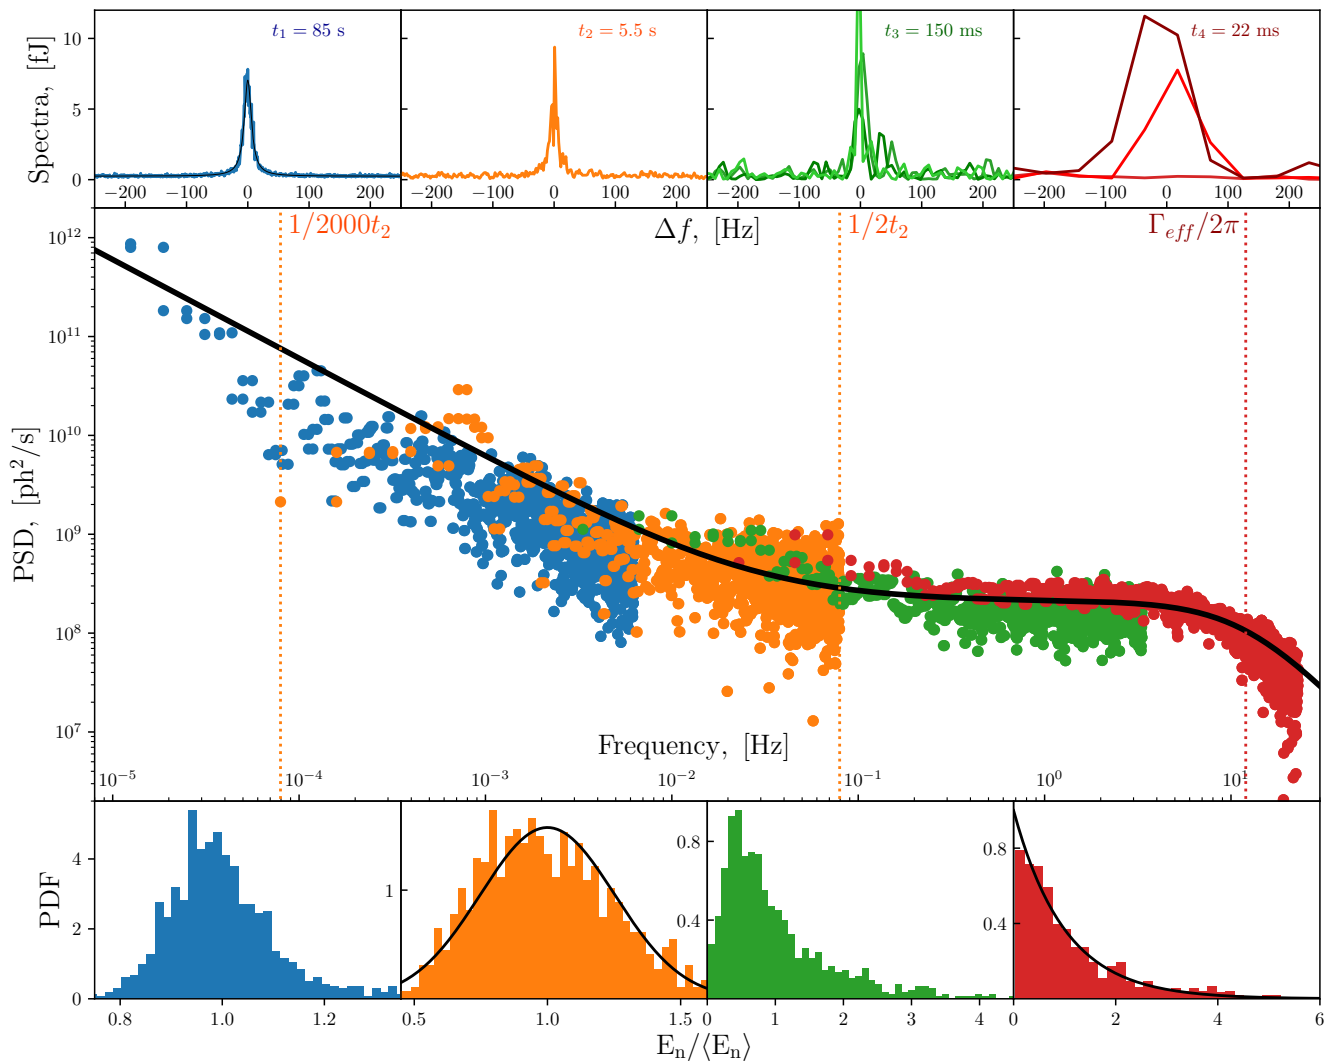 Spectra, [fJ]
10
5
0
t₁ = 85 s
t₂ = 5.5 s
t₃ = 150 ms
t₄ = 22 ms
−200 −100 0 100 200
−200 −100 0 100 200
−200 −100 0 100 200
−200 −100 0 100 200
1/2000t₂
Δf, [Hz]
1/2t₂
Γ_eff/2π
PSD, [ph²/s]
10¹²
10¹¹
10¹⁰
10⁹
10⁸
10⁷
Frequency, [Hz]
10⁻⁵ 10⁻⁴ 10⁻³ 10⁻² 10⁻¹ 10⁰ 10¹
PDF
4
2
0
1
0.8
0.4
0.8
0.4
0.8 1.0 1.2
0.5 1.0 1.5
0 1 2 3 4
0 2 4 6
Eₙ/⟨Eₙ⟩